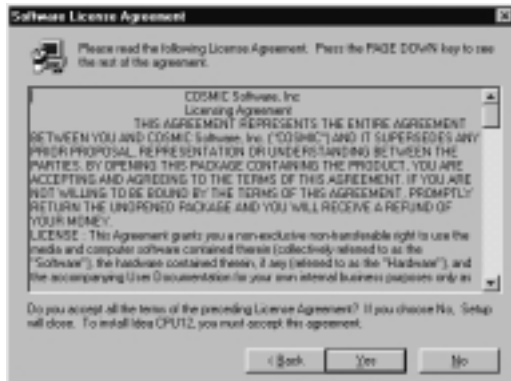 Software License Agreement
Please read the following License Agreement. Press the PAGE DOWN key to see
the rest of the agreement.
COSMIC Software, Inc
Licensing Agreement
THIS AGREEMENT REPRESENTS THE ENTIRE AGREEMENT
BETWEEN YOU AND COSMIC Software, Inc. ("COSMIC") AND IT SUPERSEDES ANY
PRIOR PROPOSAL, REPRESENTATION OR UNDERSTANDING BETWEEN THE
PARTIES. BY OPENING THIS PACKAGE CONTAINING THE PRODUCT, YOU ARE
ACCEPTING AND AGREEING TO THE TERMS OF THIS AGREEMENT. IF YOU ARE
NOT WILLING TO BE BOUND BY THE TERMS OF THIS AGREEMENT, PROMPTLY
RETURN THE UNOPENED PACKAGE AND YOU WILL RECEIVE A REFUND OF
YOUR MONEY.
LICENSE : This Agreement grants you a non-exclusive non-transferable right to use the
media and computer software contained therein (collectively referred to as the
"Software"), the hardware contained therein, if any (referred to as the "Hardware"), and
the accompanying User Documentation for your own internal business purposes only as
Do you accept all the terms of the preceding License Agreement? If you choose No, Setup
will close. To install Idea CPU12, you must accept this agreement.
< Back
Yes
No